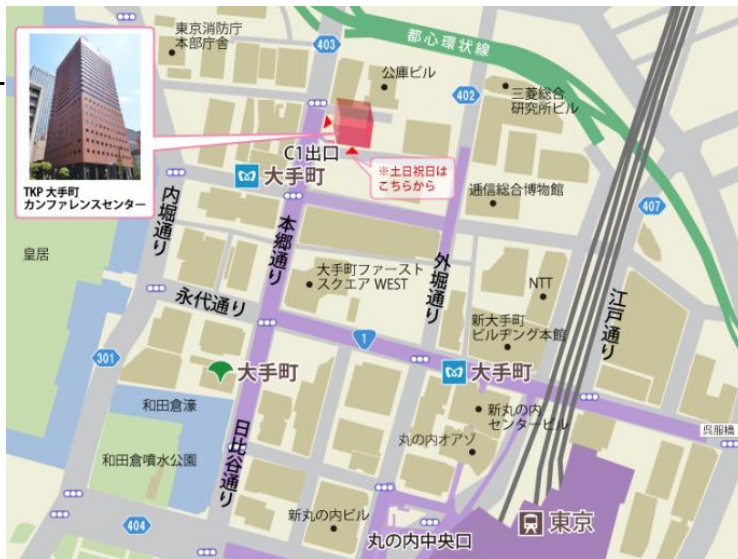 東京消防庁
本部庁舎
403
都心環状線
公庫ビル
402
三菱総合
研究所ビル
C1出口
※土日祝日は
こちらから
TKP 大手町
カンファレンスセンター
大手町
内堀通り
本郷通り
逓信総合博物館
407
皇居
外堀通り
大手町ファースト
スクエア WEST
NTT
江戸通り
永代通り
新大手町
ビルヂング本館
1
301
大手町
大手町
和田倉濠
新丸の内
センタービル
呉服橋
日比谷通り
丸の内オアゾ
和田倉噴水公園
404
新丸の内ビル
丸の内中央口
東京